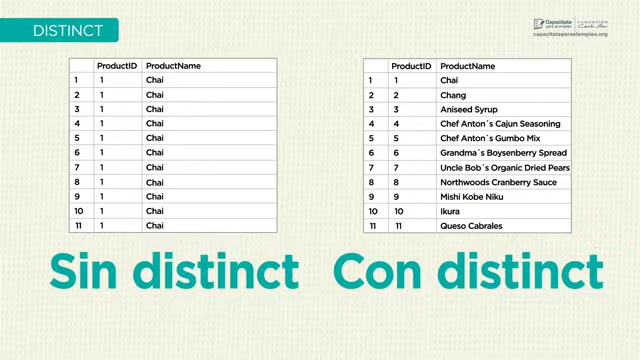 DISTINCT
Capacítate
para el empleo
FUNDACIÓN
Carlos Slim
capacitateparaelempleo.org
ProductID ProductName
1 1 Chai
2 1 Chai
3 1 Chai
4 1 Chai
5 1 Chai
6 1 Chai
7 1 Chai
8 1 Chai
9 1 Chai
10 1 Chai
11 1 Chai
Sin distinct
ProductID ProductName
1 1 Chai
2 2 Chang
3 3 Aniseed Syrup
4 4 Chef Anton´s Cajun Seasoning
5 5 Chef Anton´s Gumbo Mix
6 6 Grandma´s Boysenberry Spread
7 7 Uncle Bob´s Organic Dried Pears
8 8 Northwoods Cranberry Sauce
9 9 Mishi Kobe Niku
10 10 Ikura
11 11 Queso Cabrales
Con distinct